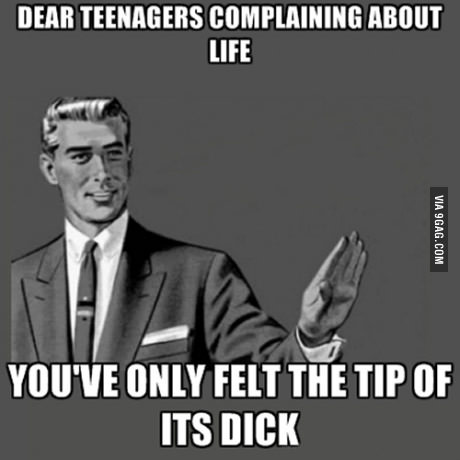 DEAR TEENAGERS COMPLAINING ABOUT
LIFE
VIA 9GAG.COM
YOU'VE ONLY FELT THE TIP OF
ITS DICK